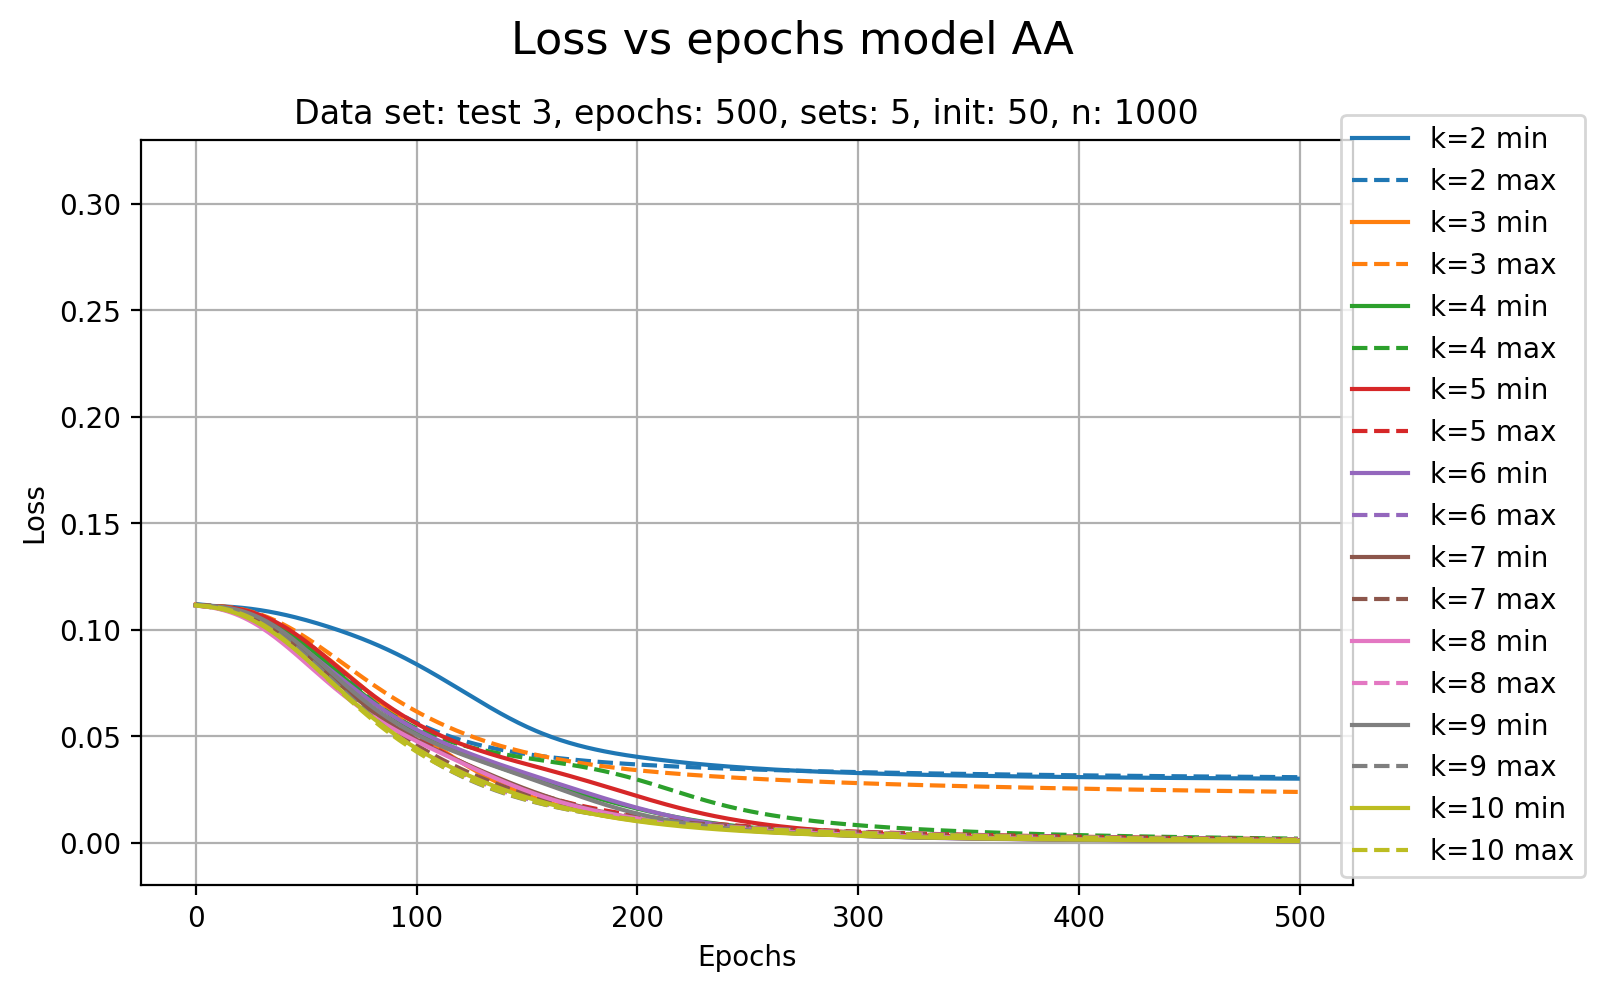 Loss vs epochs model AA
Data set: test 3, epochs: 500, sets: 5, init: 50, n: 1000
0.30
0.25
0.20
0.15
0.10
0.05
0.00
Loss
0 100 200 300 400 500
Epochs
k=2 min
k=2 max
k=3 min
k=3 max
k=4 min
k=4 max
k=5 min
k=5 max
k=6 min
k=6 max
k=7 min
k=7 max
k=8 min
k=8 max
k=9 min
k=9 max
k=10 min
k=10 max